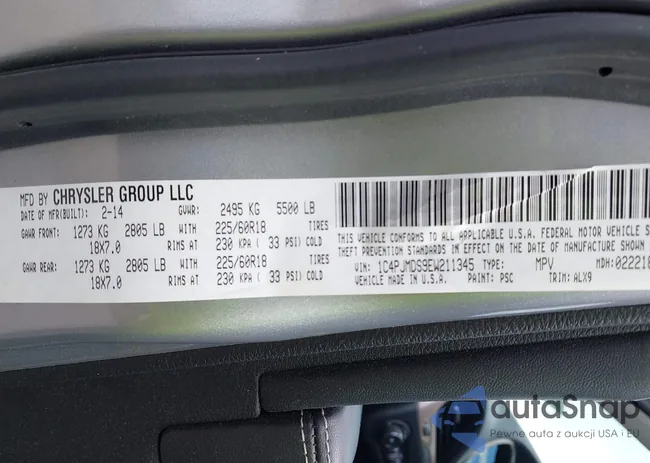 MFD BY CHRYSLER GROUP LLC
DATE OF MFR(BUILT): 2-14 GVWR: 2495 KG 5500 LB
GAWR FRONT: 1273 KG 2805 LB 225/60R18 TIRES
18X7.0 RIMS AT 230 KPA ( 33 PSI) COLD
GAWR REAR: 1273 KG 2805 LB 225/60R18 TIRES
18X7.0 RIMS AT 230 KPA ( 33 PSI) COLD
THIS VEHICLE CONFORMS TO ALL APPLICABLE U.S.A. FEDERAL MOTOR VEHICLE
THEFT PREVENTION STANDARDS IN EFFECT ON THE DATE OF MANUFACTURE
VIN: 1C4PJMDS9EW211345 TYPE: MPV MDH: 022218
VEHICLE MADE IN U.S.A. PAINT: PSC TRIM: ALX9
autoSnap
Pewne auta z aukcji USA i EU